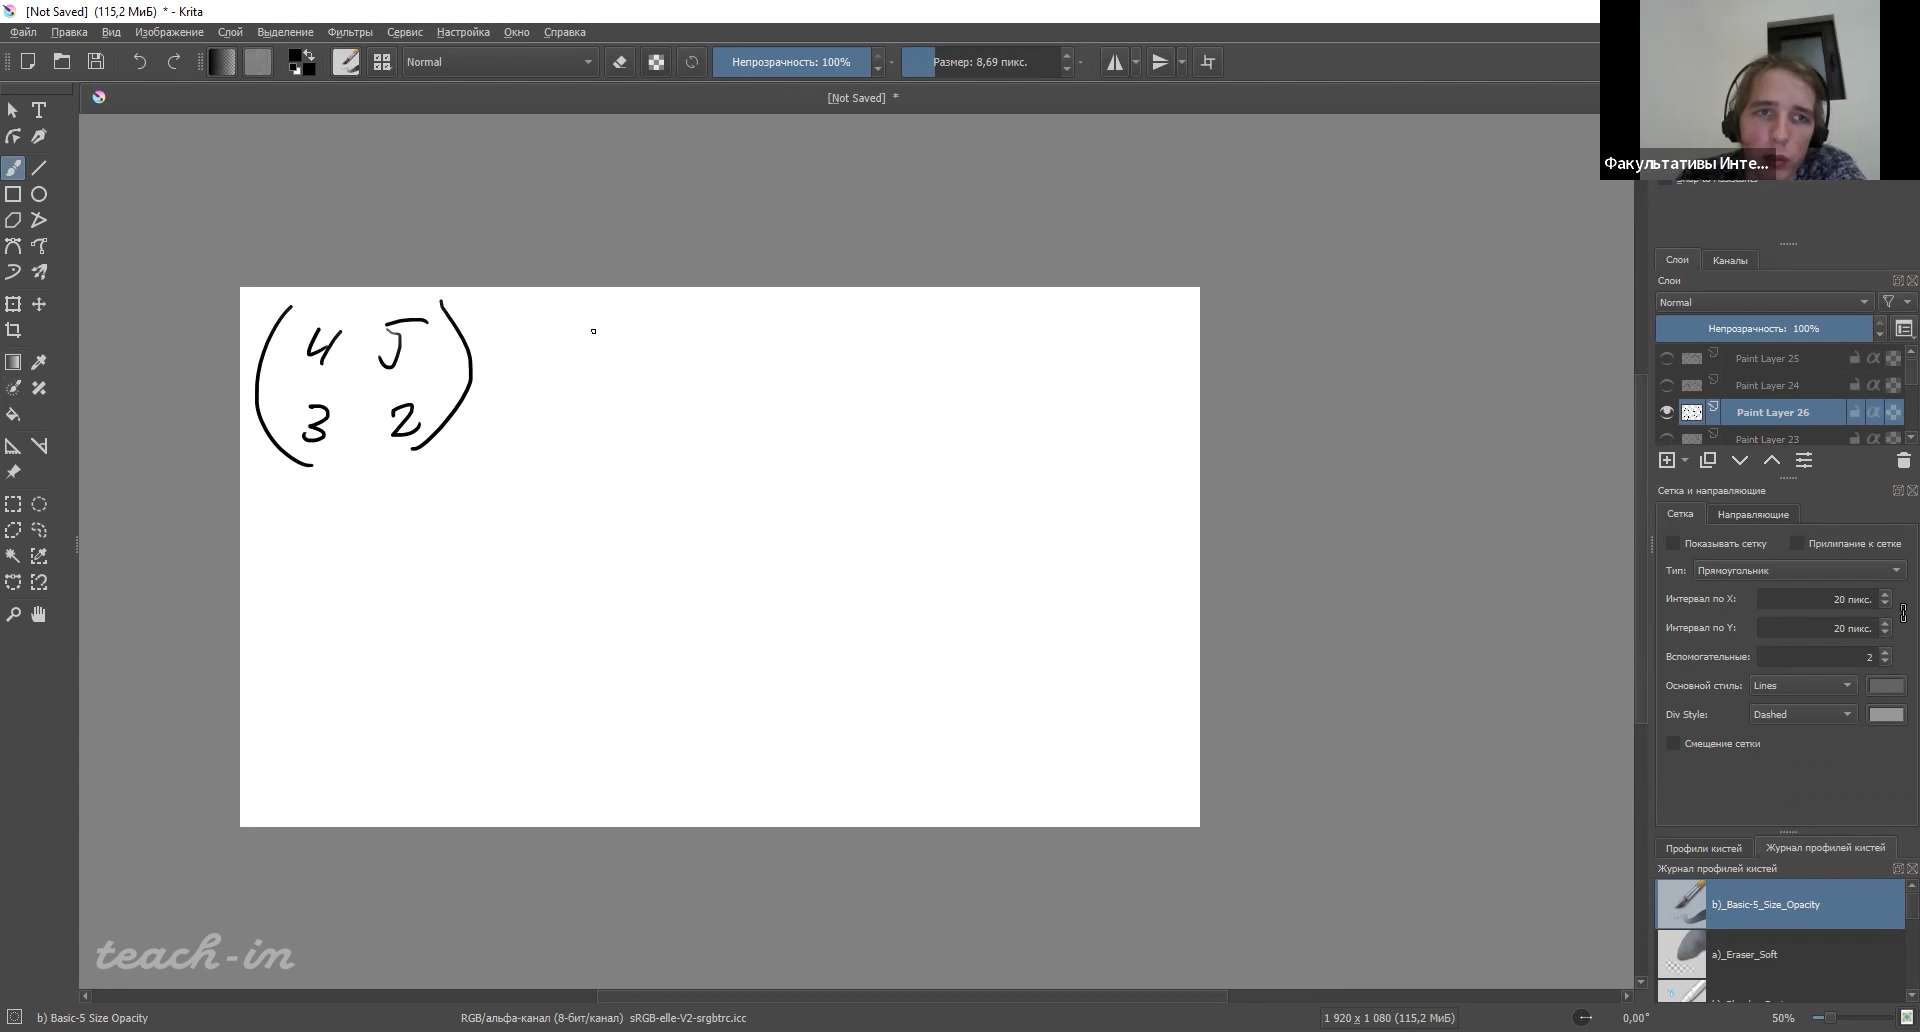 [Not Saved] (115,2 МиБ) * - Krita
Файл Правка Вид Изображение Слой Выделение Фильтры Сервис Настройка Окно Справка
Normal Непрозрачность: 100% Размер: 8,69 пикс.
[Not Saved] *
Факультативы Инте...
4 5
3 2
Слои Каналы
Слои
Normal
Непрозрачность: 100%
Paint Layer 25
Paint Layer 24
Paint Layer 26
Paint Layer 23
Сетка и направляющие
Сетка Направляющие
Показывать сетку Прилипание к сетке
Тип: Прямоугольник
Интервал по X: 20 пикс.
Интервал по Y: 20 пикс.
Вспомогательные: 2
Основной стиль: Lines
Div Style: Dashed
Смещение сетки
Профили кистей Журнал профилей кистей
Журнал профилей кистей
b)_Basic-5_Size_Opacity
a)_Eraser_Soft
teach-in
b) Basic-5 Size Opacity RGB/альфа-канал (8-бит/канал) sRGB-elle-V2-srgbtrc.icc 1 920 x 1 080 (115,2 МиБ) 0,00° 50%